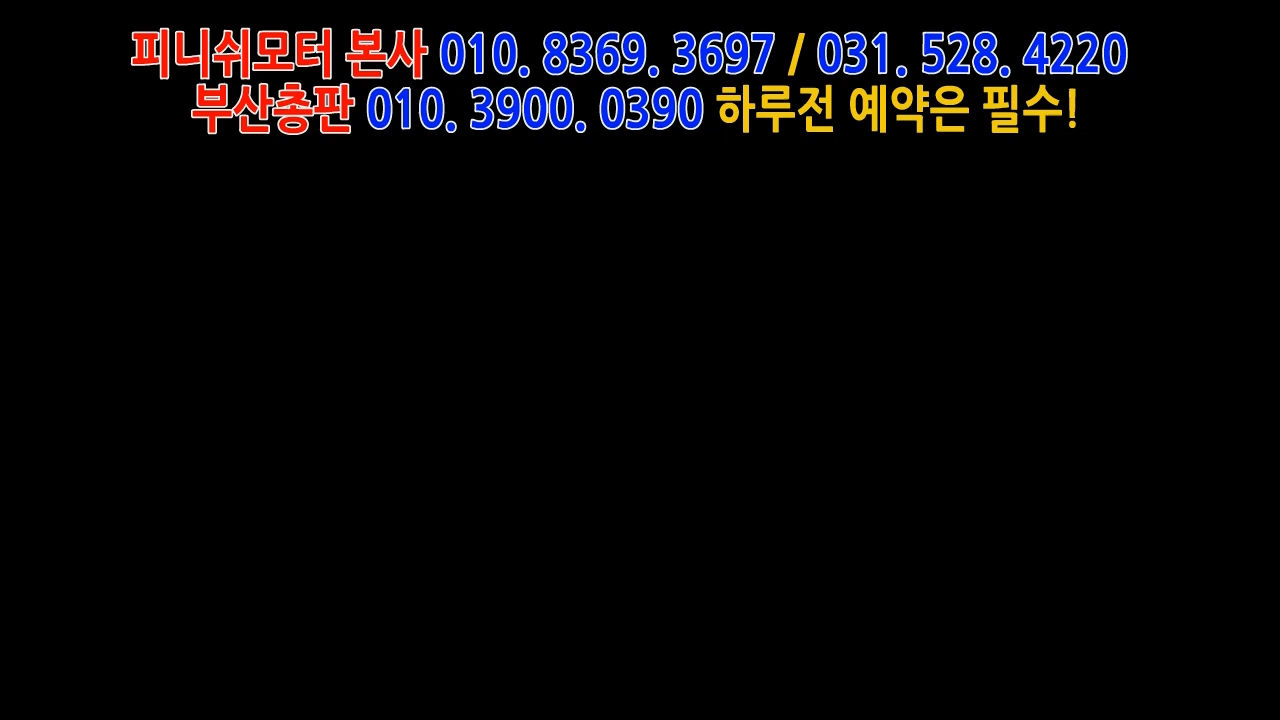 피니쉬모터 본사 010. 8369. 3697 / 031. 528. 4220
부산총판 010. 3900. 0390 하루전 예약은 필수!